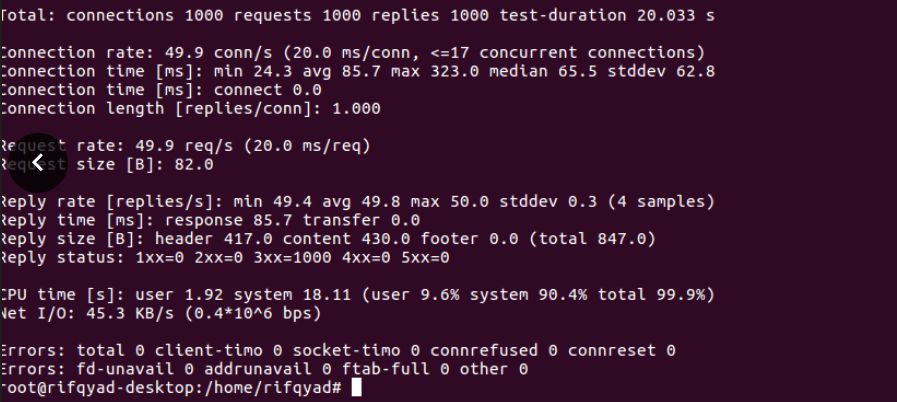 Total: connections 1000 requests 1000 replies 1000 test-duration 20.033 s
Connection rate: 49.9 conn/s (20.0 ms/conn, <=17 concurrent connections)
Connection time [ms]: min 24.3 avg 85.7 max 323.0 median 65.5 stddev 62.8
Connection time [ms]: connect 0.0
Connection length [replies/conn]: 1.000
Request rate: 49.9 req/s (20.0 ms/req)
Request size [B]: 82.0
Reply rate [replies/s]: min 49.4 avg 49.8 max 50.0 stddev 0.3 (4 samples)
Reply time [ms]: response 85.7 transfer 0.0
Reply size [B]: header 417.0 content 430.0 footer 0.0 (total 847.0)
Reply status: 1xx=0 2xx=0 3xx=1000 4xx=0 5xx=0
CPU time [s]: user 1.92 system 18.11 (user 9.6% system 90.4% total 99.9%)
Net I/O: 45.3 KB/s (0.4*10^6 bps)
Errors: total 0 client-timo 0 socket-timo 0 connrefused 0 connreset 0
Errors: fd-unavail 0 addrunavail 0 ftab-full 0 other 0
root@rifqyad-desktop:/home/rifqyad#